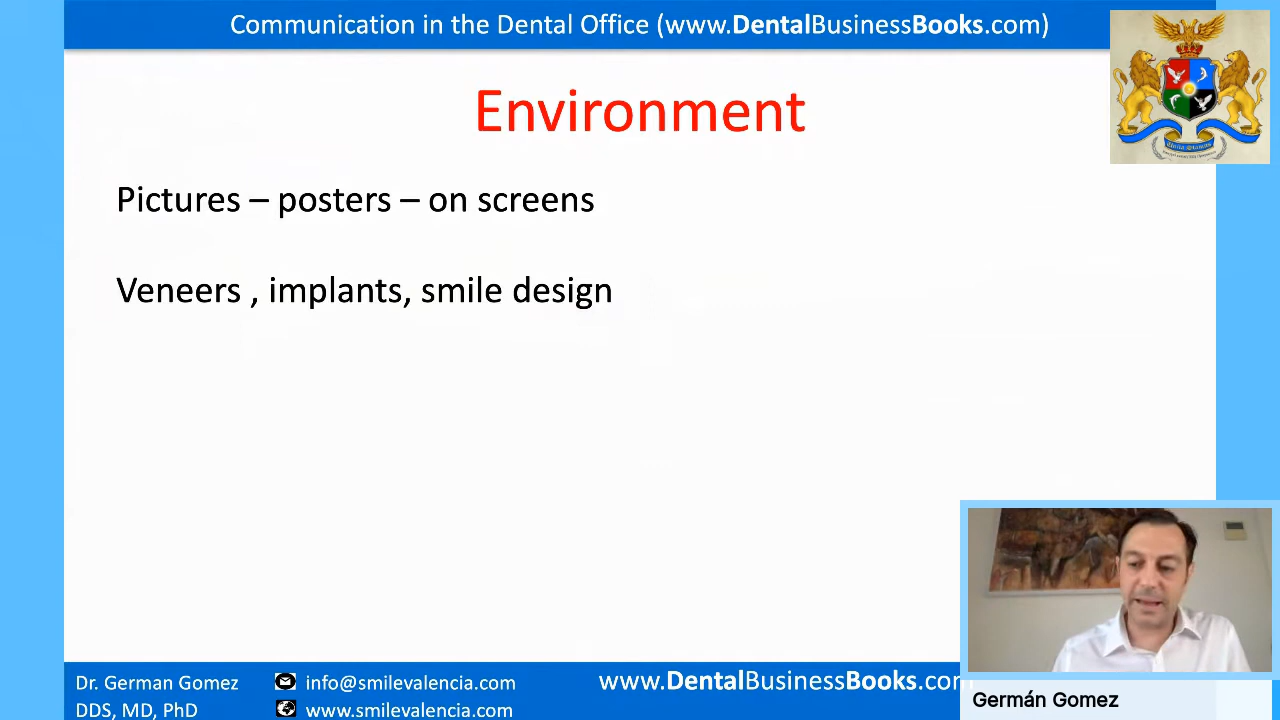 Communication in the Dental Office (www.DentalBusinessBooks.com)
Environment
Pictures – posters – on screens
Veneers , implants, smile design
Dr. German Gomez
DDS, MD, PhD
info@smilevalencia.com
www.smilevalencia.com
www.DentalBusinessBooks.com
Germán Gomez